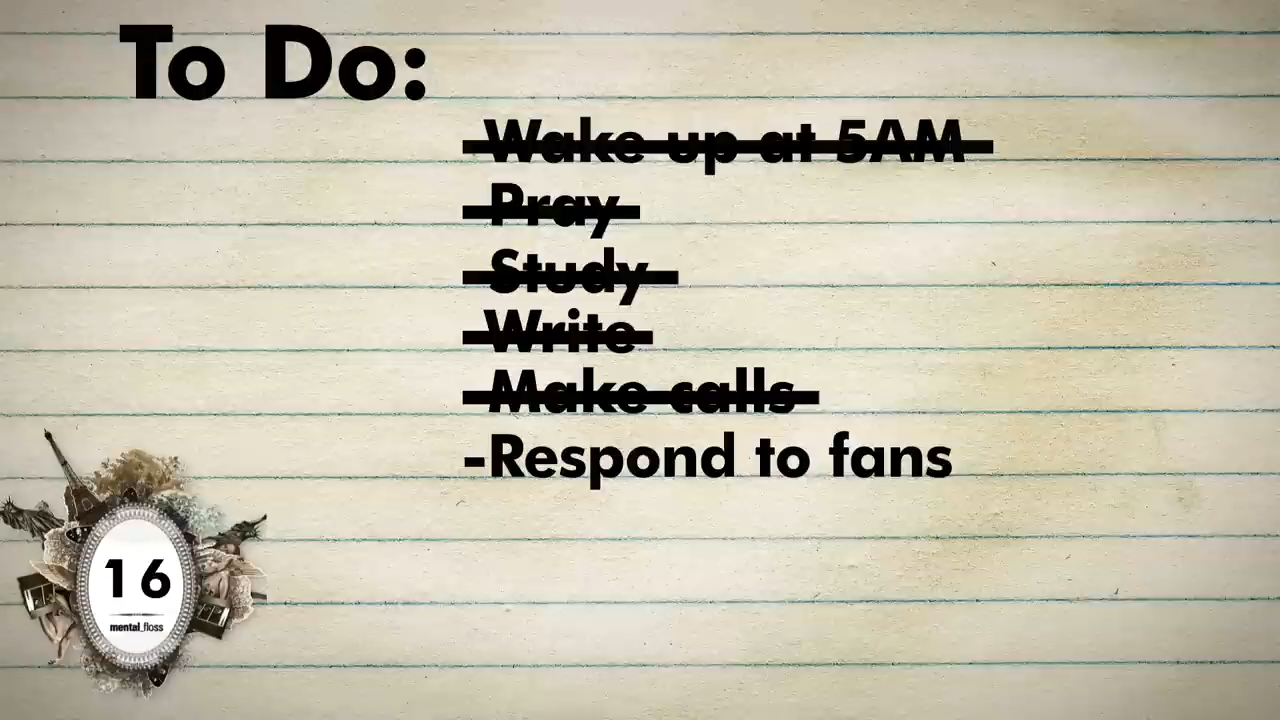 To Do:
-Wake up at 5AM
-Pray
-Study
-Write
-Make calls
-Respond to fans
16
mental_floss